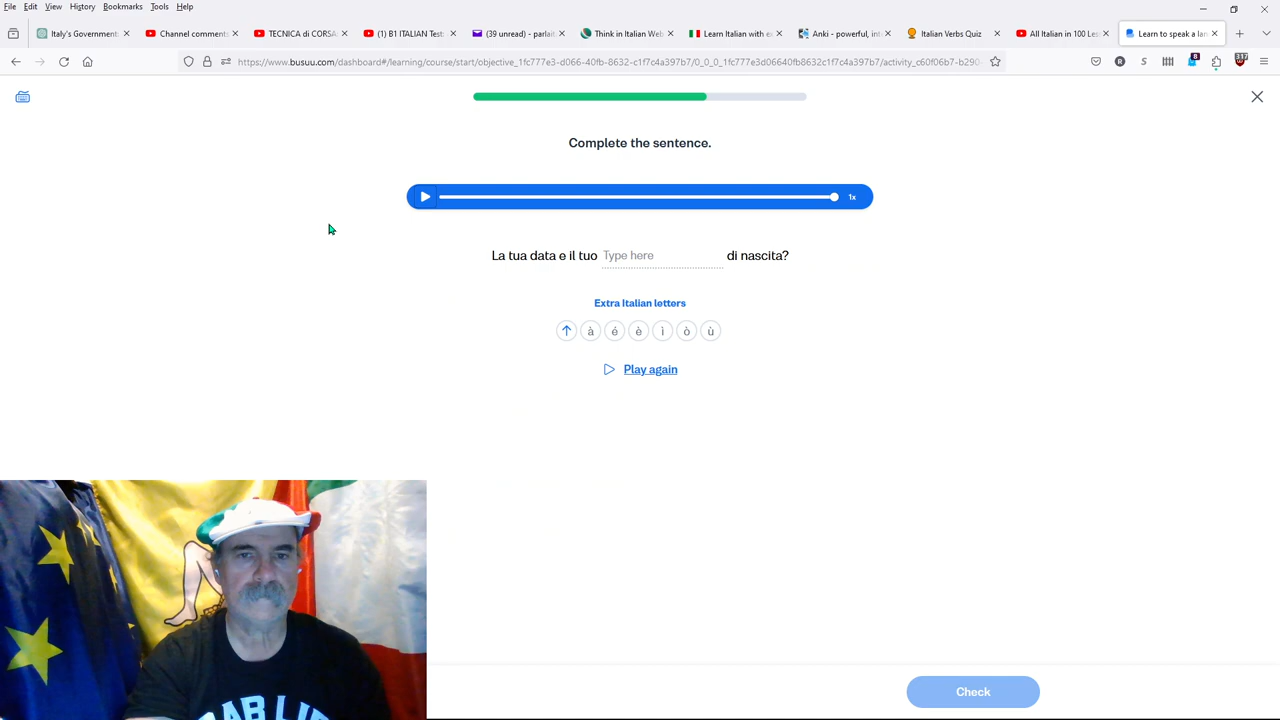 File Edit View History Bookmarks Tools Help
Italy's Government: Channel comments TECNICA di CORSA (1) B1 ITALIAN Test: (39 unread) - parlait Think in Italian Web Learn Italian with e Anki - powerful, int Italian Verbs Quiz All Italian in 100 Les Learn to speak a lan
https://www.busuu.com/dashboard#/learning/course/start/objective_1fc777e3-d066-40fb-8632-c1f7c4a397b7/0_0_0_1fc777e3d06640fb8632c1f7c4a397b7/activity_c60f06b7-b290-
Complete the sentence.
1x
La tua data e il tuo Type here di nascita?
Extra Italian letters
à é è ì ò ù
Play again
Check